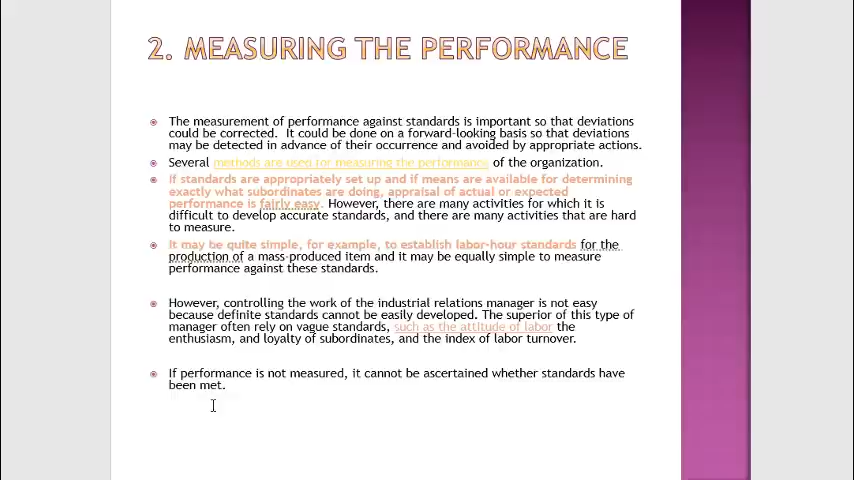 2. MEASURING THE PERFORMANCE
The measurement of performance against standards is important so that deviations
could be corrected. It could be done on a forward-looking basis so that deviations
may be detected in advance of their occurrence and avoided by appropriate actions.
Several methods are used for measuring the performance of the organization.
If standards are appropriately set up and if means are available for determining
exactly what subordinates are doing, appraisal of actual or expected
performance is fairly easy. However, there are many activities for which it is
difficult to develop accurate standards, and there are many activities that are hard
to measure.
It may be quite simple, for example, to establish labor-hour standards for the
production of a mass-produced item and it may be equally simple to measure
performance against these standards.
However, controlling the work of the industrial relations manager is not easy
because definite standards cannot be easily developed. The superior of this type of
manager often rely on vague standards, such as the attitude of labor the
enthusiasm, and loyalty of subordinates, and the index of labor turnover.
If performance is not measured, it cannot be ascertained whether standards have
been met.